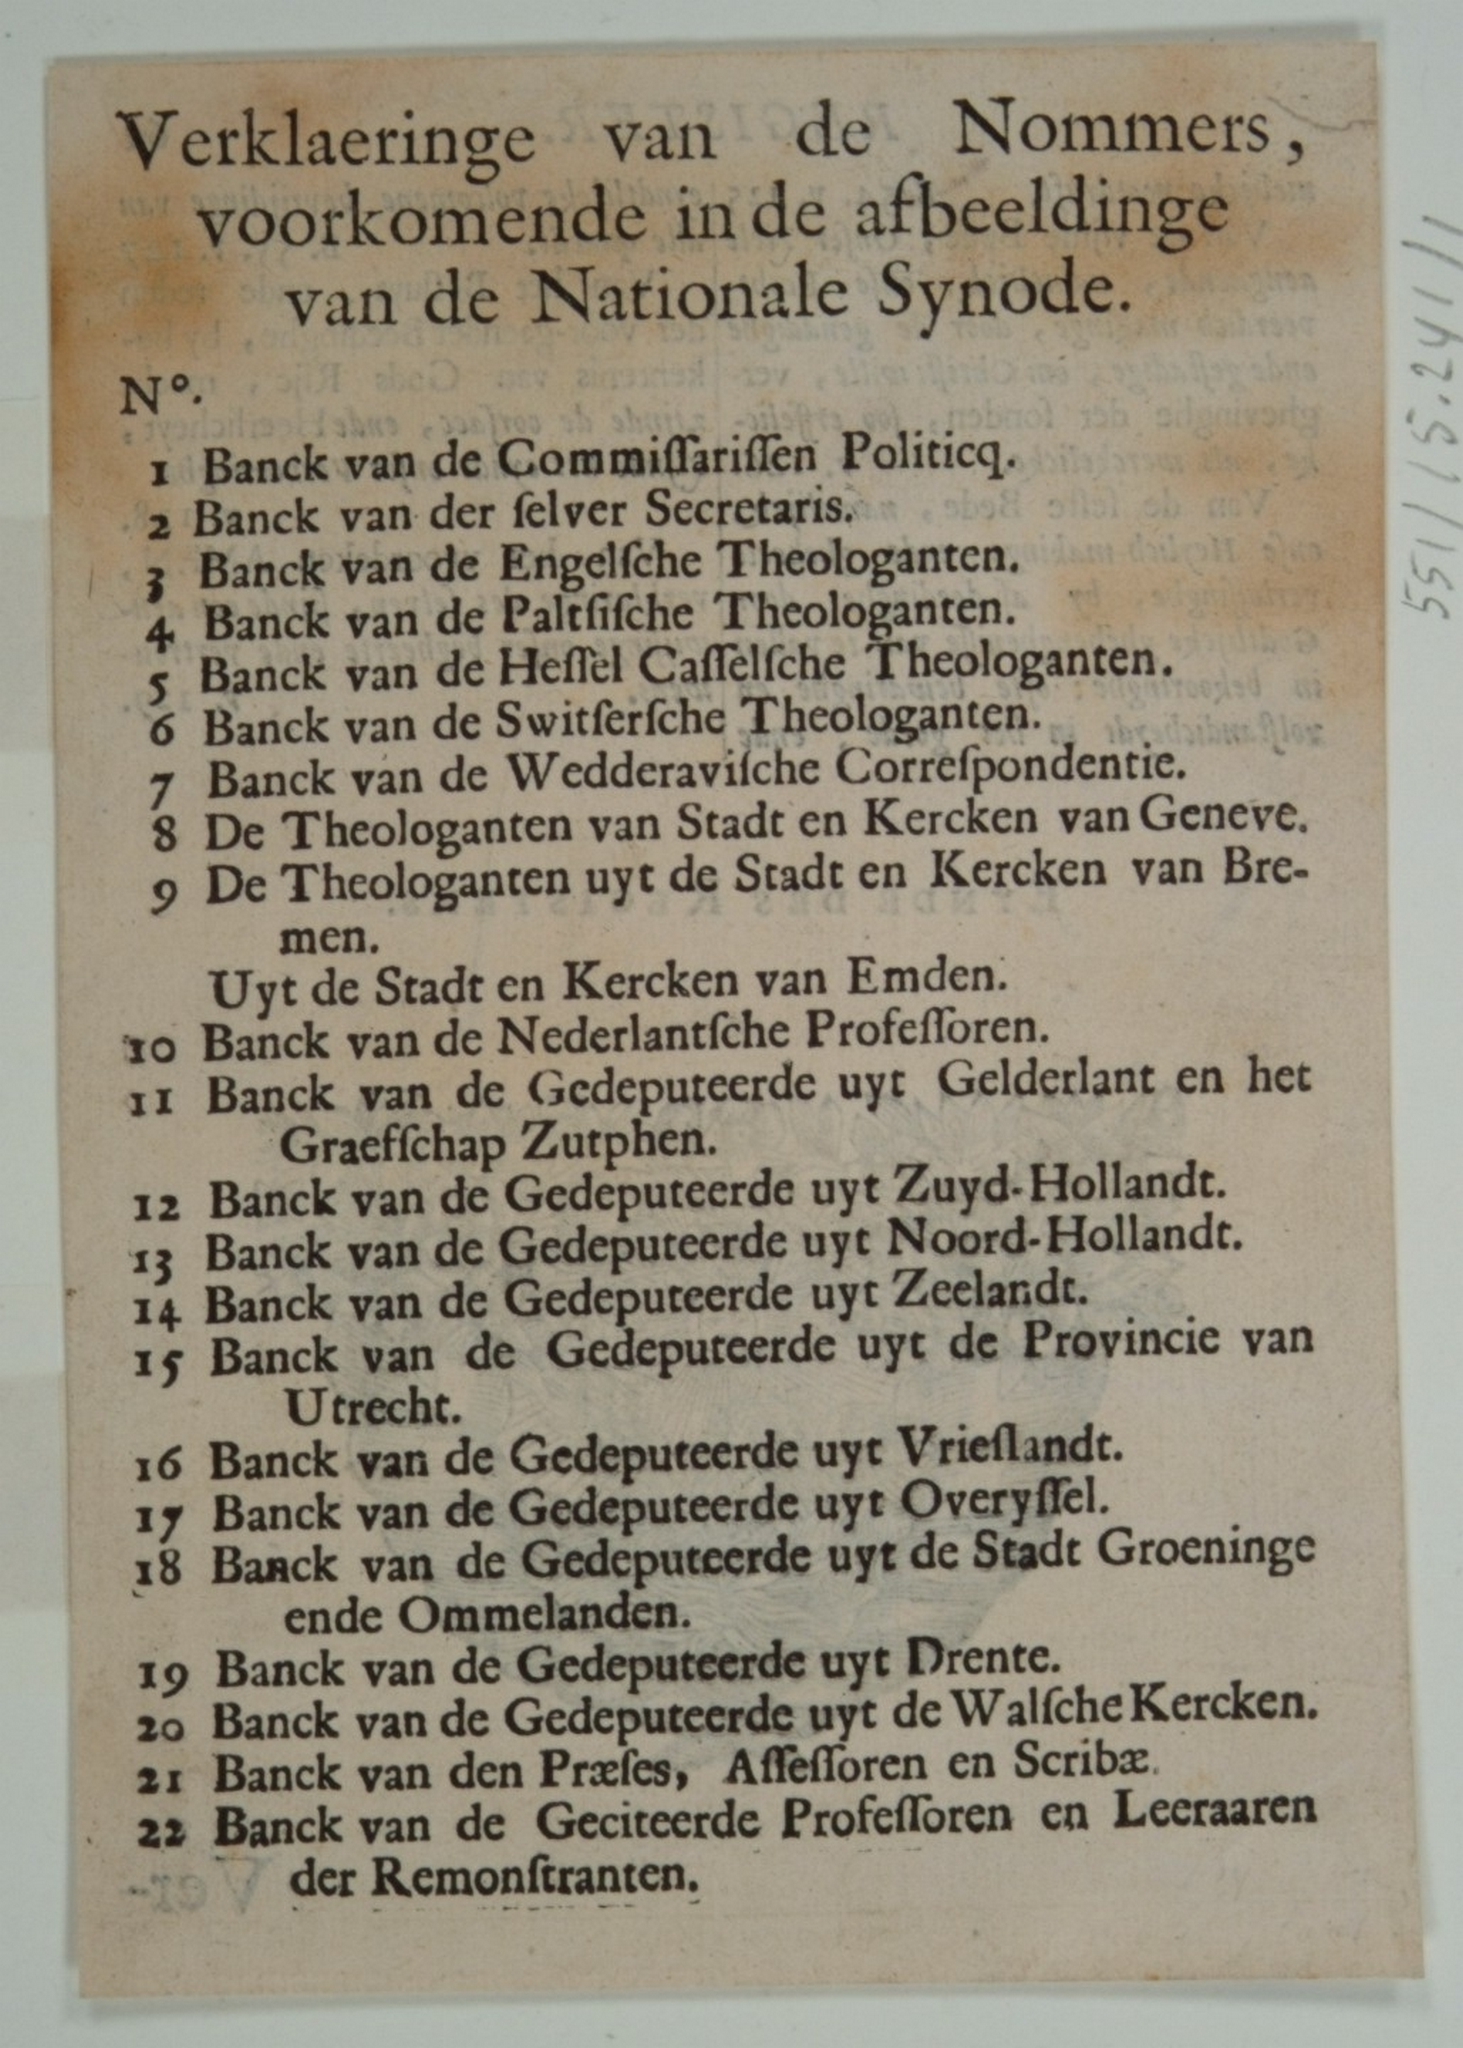 Verklaeringe van de Nommers,
voorkomende in de afbeeldinge
van de Nationale Synode.
Nº.
1 Banck van de Commiſſariſſen Politicq.
2 Banck van der ſelver Secretaris.
3 Banck van de Engelſche Theologanten.
4 Banck van de Paltſiſche Theologanten.
5 Banck van de Heſſel Caſſelſche Theologanten.
6 Banck van de Switſerſche Theologanten.
7 Banck van de Wedderaviſche Correſpondentie.
8 De Theologanten van Stadt en Kercken van Geneve.
9 De Theologanten uyt de Stadt en Kercken van Bre-
men.
Uyt de Stadt en Kercken van Emden.
10 Banck van de Nederlantſche Profeſſoren.
11 Banck van de Gedeputeerde uyt Gelderlant en het
Graefſchap Zutphen.
12 Banck van de Gedeputeerde uyt Zuyd-Hollandt.
13 Banck van de Gedeputeerde uyt Noord-Hollandt.
14 Banck van de Gedeputeerde uyt Zeelandt.
15 Banck van de Gedeputeerde uyt de Provincie van
Utrecht.
16 Banck van de Gedeputeerde uyt Vrieſlandt.
17 Banck van de Gedeputeerde uyt Overyſſel.
18 Banck van de Gedeputeerde uyt de Stadt Groeninge
ende Ommelanden.
19 Banck van de Gedeputeerde uyt Drente.
20 Banck van de Gedeputeerde uyt de Walſche Kercken.
21 Banck van den Præſes, Aſſeſſoren en Scribæ.
22 Banck van de Geciteerde Profeſſoren en Leeraaren
der Remonſtranten.
551/15.241/1